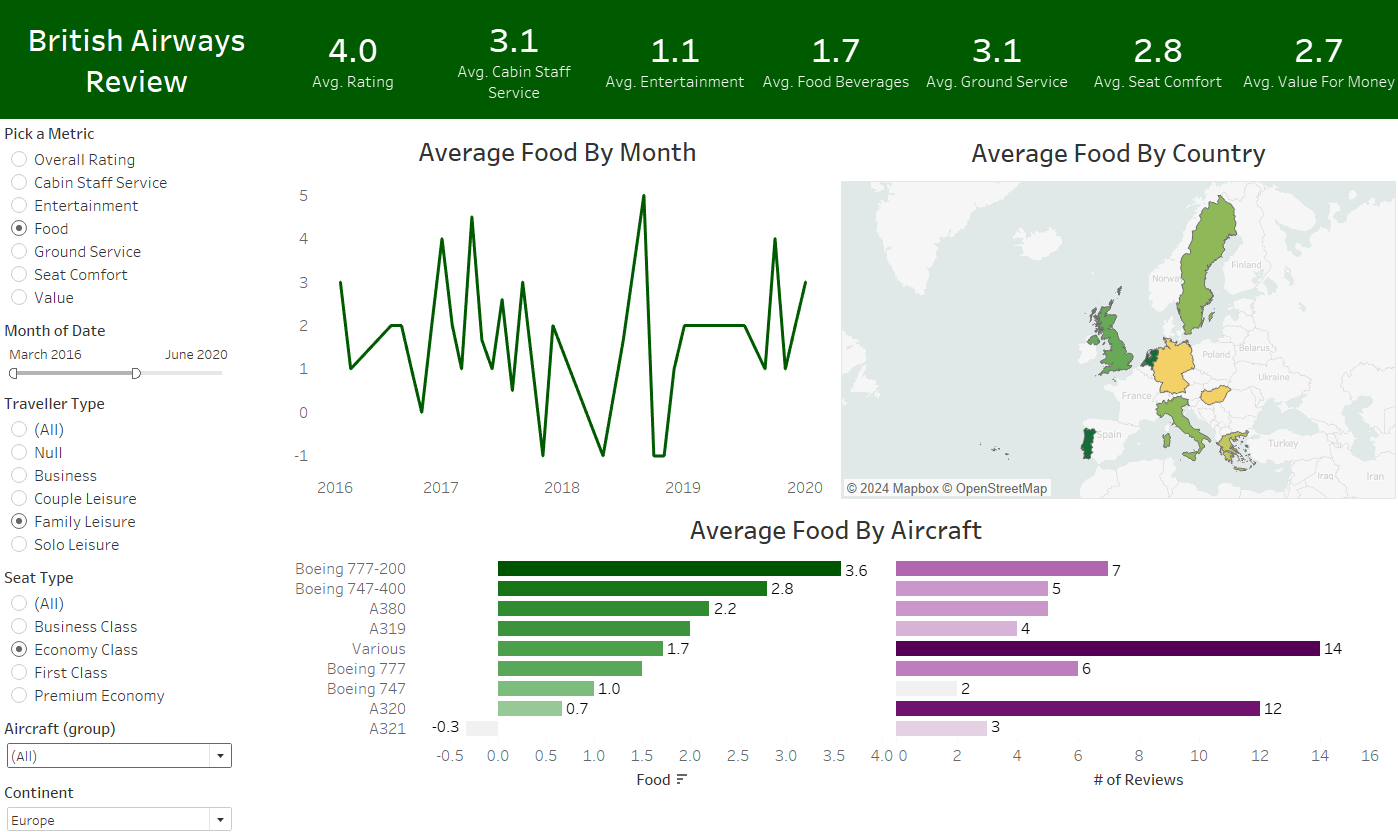 British Airways
Review
4.0
Avg. Rating
3.1
Avg. Cabin Staff
Service
1.1
Avg. Entertainment
1.7
Avg. Food Beverages
3.1
Avg. Ground Service
2.8
Avg. Seat Comfort
2.7
Avg. Value For Money
Pick a Metric
Overall Rating
Cabin Staff Service
Entertainment
Food
Ground Service
Seat Comfort
Value
Month of Date
March 2016 June 2020
Traveller Type
(All)
Null
Business
Couple Leisure
Family Leisure
Solo Leisure
Seat Type
(All)
Business Class
Economy Class
First Class
Premium Economy
Aircraft (group)
(All)
Continent
Europe
Average Food By Month
5
4
3
2
1
0
-1
2016 2017 2018 2019 2020
Average Food By Country
Finland
Norway
Poland
Belarus
Ukraine
France
Spain
Turkey
Iraq
Iran
© 2024 Mapbox © OpenStreetMap
Average Food By Aircraft
Boeing 777-200 3.6 7
Boeing 747-400 2.8 5
A380 2.2
A319 4
Various 1.7 14
Boeing 777 6
Boeing 747 1.0 2
A320 0.7 12
A321 -0.3 3
-0.5 0.0 0.5 1.0 1.5 2.0 2.5 3.0 3.5 4.0 0 2 4 6 8 10 12 14 16
Food # of Reviews